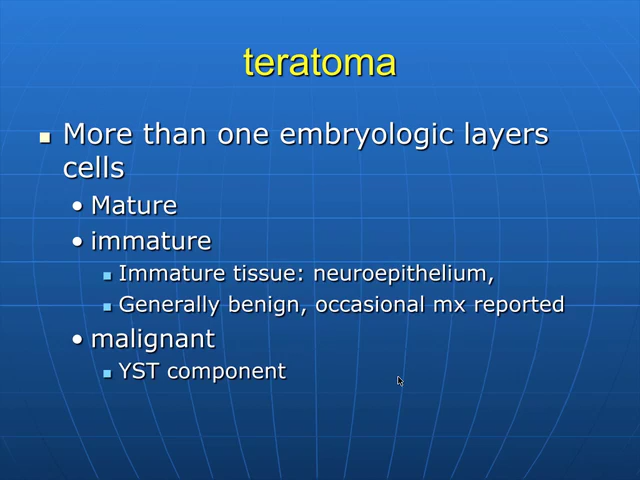 teratoma
More than one embryologic layers
cells
Mature
immature
Immature tissue: neuroepithelium,
Generally benign, occasional mx reported
malignant
YST component